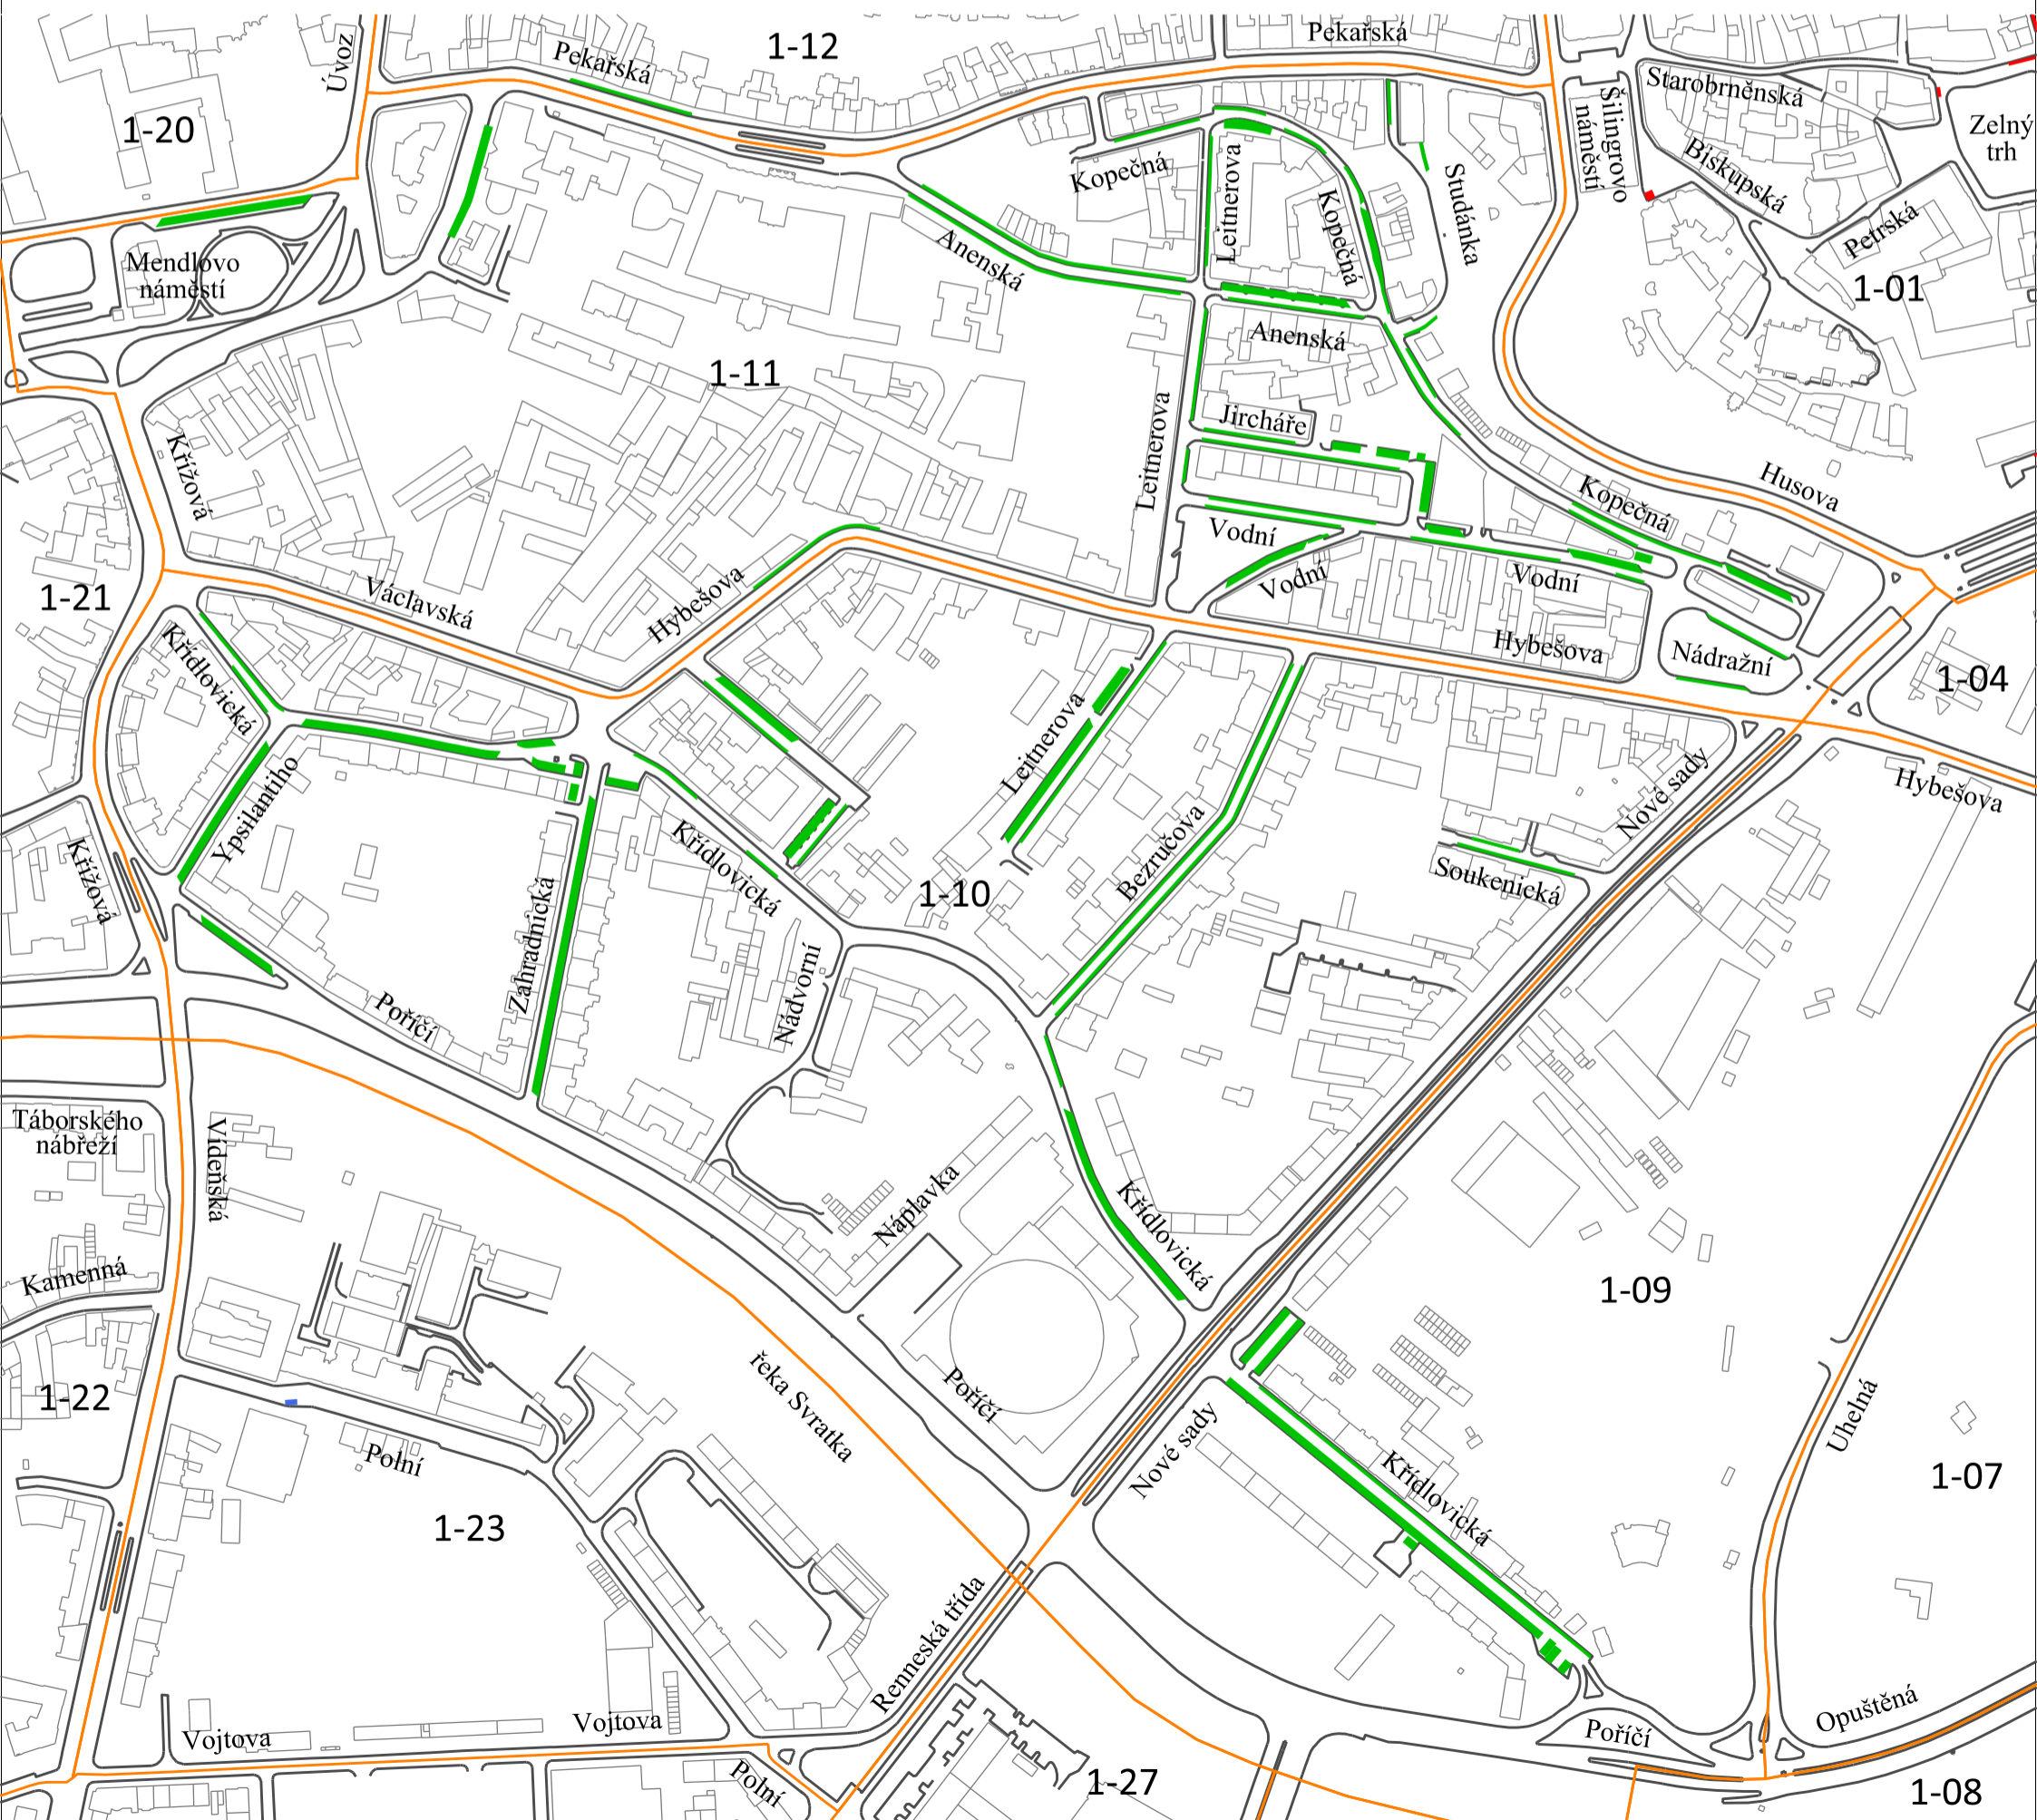 Pekařská
1-12
Pekařská
Úvoz
Starobrněnská
Šilingrovo
náměstí
Zelný
trh
1-20
Biskupská
Kopečná
Leitnerova
Kopečná
Studánka
Petrská
Mendlovo
náměstí
Anenská
1-01
Anenská
1-11
Jircháře
Leitnerova
Křížová
Husova
Kopečná
Vodní
Vodní
Vodní
1-21
Václavská
Hybešova
Křídlovická
Hybešova
Nádražní
1-04
Leitnerova
Ypsilantiho
Nové sady
Hybešova
Křídlovická
Bezručova
Soukenická
Křížová
1-10
Zahradnická
Nádvorní
Poříčí
Táborského
nábřeží
Vídeňská
Náplavka
Křídlovická
Kamenná
1-09
řeka Svratka
Poříčí
1-22
Uhelná
Nové sady
Polní
Křídlovická
1-07
1-23
Renneská třída
Opuštěná
Vojtova
Vojtova
Poříčí
Polní
1-27
1-08